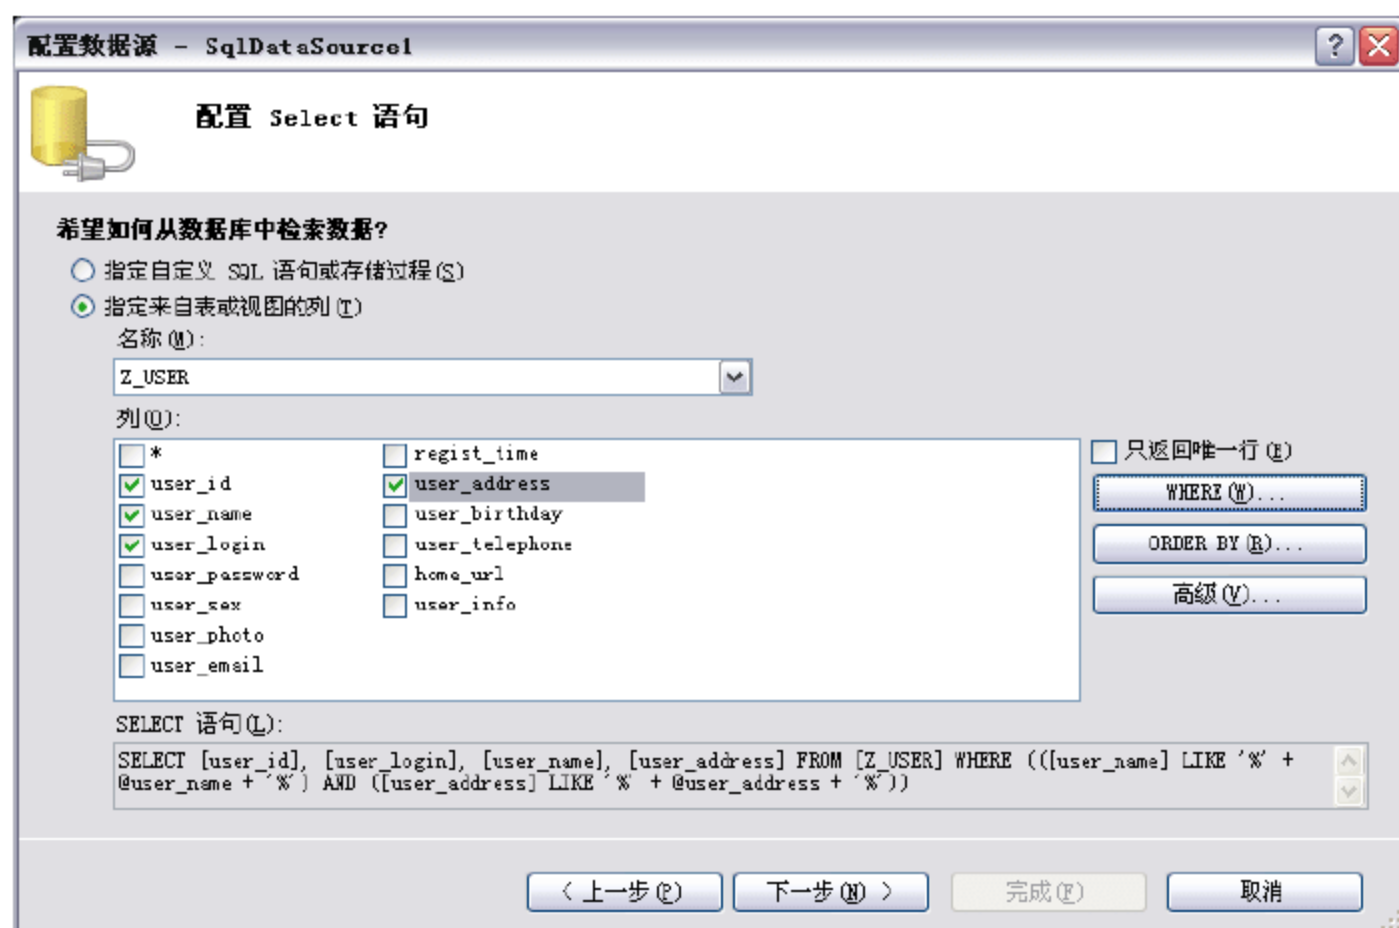 配置数据源 - SqlDataSource1
?
配置 Select 语句
希望如何从数据库中检索数据?
指定自定义 SQL 语句或存储过程(S)
指定来自表或视图的列(T)
名称(M):
Z_USER
列(O):
*
user_id
user_name
user_login
user_password
user_sex
user_photo
user_email
regist_time
user_address
user_birthday
user_telephone
home_url
user_info
只返回唯一行(E)
WHERE(W)...
ORDER BY(R)...
高级(V)...
SELECT 语句(L):
SELECT [user_id], [user_login], [user_name], [user_address] FROM [Z_USER] WHERE (([user_name] LIKE '%' +
@user_name + '%') AND ([user_address] LIKE '%' + @user_address + '%'))
< 上一步(P)
下一步(N) >
完成(F)
取消